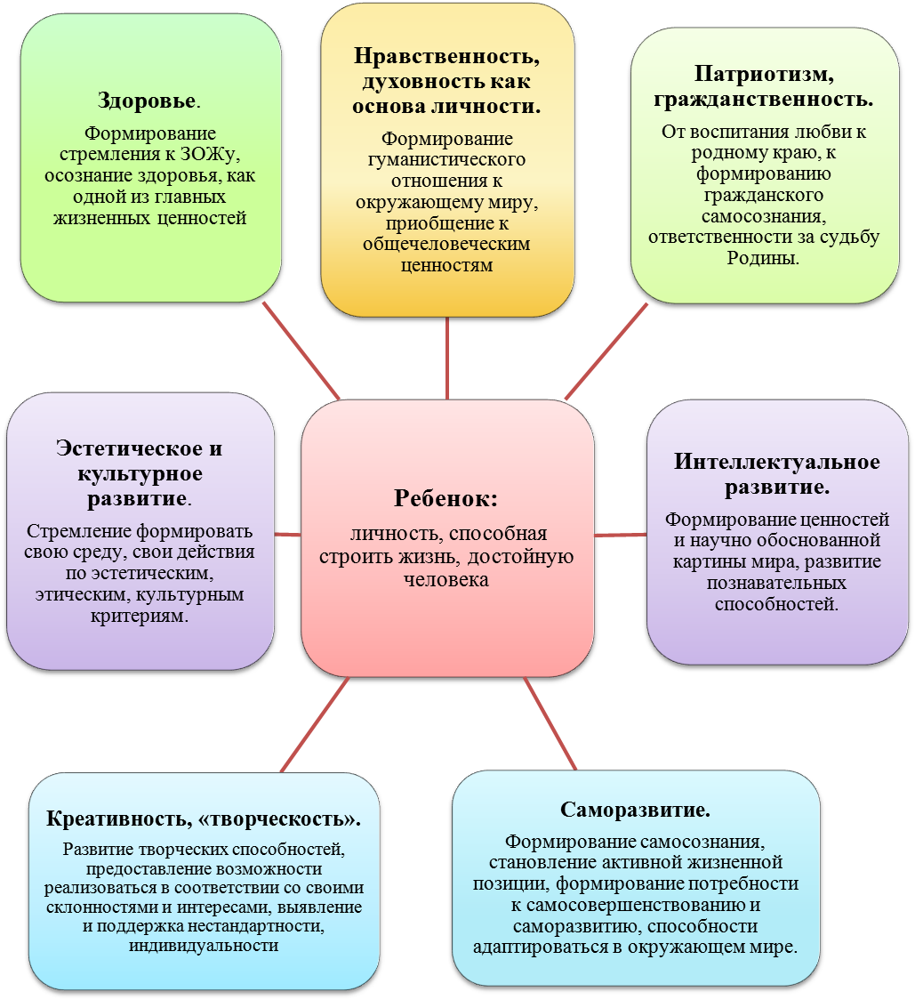 Здоровье.
Формирование
стремления к ЗОЖу,
осознание здоровья, как
одной из главных
жизненных ценностей
Нравственность,
духовность как
основа личности.
Формирование
гуманистического
отношения к
окружающему миру,
приобщение к
общечеловеческим
ценностям
Патриотизм,
гражданственность.
От воспитания любви к
родному краю, к
формированию
гражданского
самосознания,
ответственности за судьбу
Родины.
Эстетическое и
культурное
развитие.
Стремление формировать
свою среду, свои действия
по эстетическим,
этическим, культурным
критериям.
Ребенок:
личность, способная
строить жизнь, достойную
человека
Интеллектуальное
развитие.
Формирование ценностей
и научно обоснованной
картины мира, развитие
познавательных
способностей.
Креативность, «творческость».
Развитие творческих способностей,
предоставление возможности
реализоваться в соответствии со своими
склонностями и интересами, выявление
и поддержка нестандартности,
индивидуальности
Саморазвитие.
Формирование самосознания,
становление активной жизненной
позиции, формирование потребности
к самосовершенствованию и
саморазвитию, способности
адаптироваться в окружающем мире.